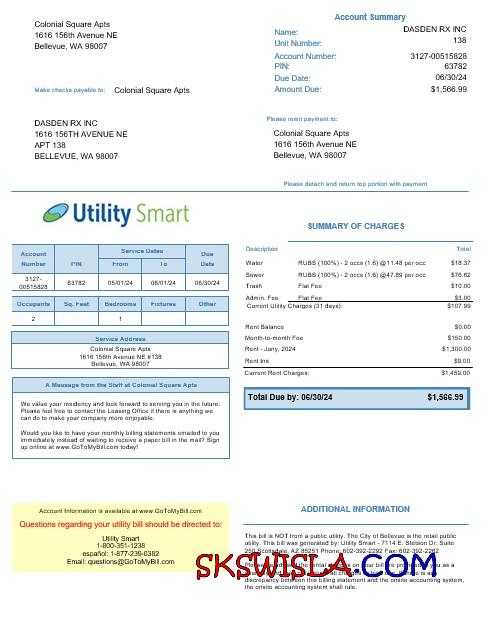 Colonial Square Apts
1616 156th Avenue NE
Bellevue, WA 98007
Make checks payable to: Colonial Square Apts
DASDEN RX INC
1616 156TH AVENUE NE
APT 138
BELLEVUE, WA 98007
Account Summary
Name: DASDEN RX INC
Unit Number: 138
Account Number: 3127-00515828
PIN: 63782
Due Date: 06/30/24
Amount Due: $1,566.99
Please remit payment to:
Colonial Square Apts
1616 156th Avenue NE
Bellevue, WA 98007
Please detach and return top portion with payment
Utility Smart
Account Number PIN Service Dates From To Due Date
3127-00515828 63782 05/01/24 06/01/24 06/30/24
Occupants Sq. Feet Bedrooms Fixtures Other
2 1
Service Address
Colonial Square Apts
1616 156th Avenue NE #138
Bellevue, WA 98007
A Message from the Staff at Colonial Square Apts
We value your residency and look forward to serving you in the future.
Please feel free to contact the Leasing Office if there is anything we
can do to make your company more enjoyable.
Would you like to have your monthly billing statements emailed to you
immediately instead of waiting to receive a paper bill in the mail? Sign
up online at www.GoToMyBill.com today!
SUMMARY OF CHARGES
Description Total
Water RUBS (100%) - 2 occs (1.6) @11.48 per occ $18.37
Sewer RUBS (100%) - 2 occs (1.6) @47.89 per occ $76.62
Trash Flat Fee $10.00
Admin. Fee Flat Fee $3.00
Current Utility Charges (31 days): $107.99
Rent Balance $0.00
Month-to-month Fee $150.00
Rent - Jany, 2024 $1,300.00
Rent Ins $9.00
Current Rent Charges: $1,459.00
Total Due by: 06/30/24 $1,566.99
Account Information is available at www.GoToMyBill.com
Questions regarding your utility bill should be directed to:
Utility Smart
1-800-351-1238
español: 1-877-239-0382
Email: questions@GoToMyBill.com
ADDITIONAL INFORMATION
This bill is NOT from a public utility. The City of Bellevue is the retail public
utility. This bill was generated by: Utility Smart - 7114 E. Stetson Dr. Suite
250 Scottsdale, AZ 85251 Phone: 602-392-2292 Fax: 602-392-2262
discrepancy between this billing statement and the onsite accounting system,
the onsite accounting system shall rule.
SKSWISIA.COM